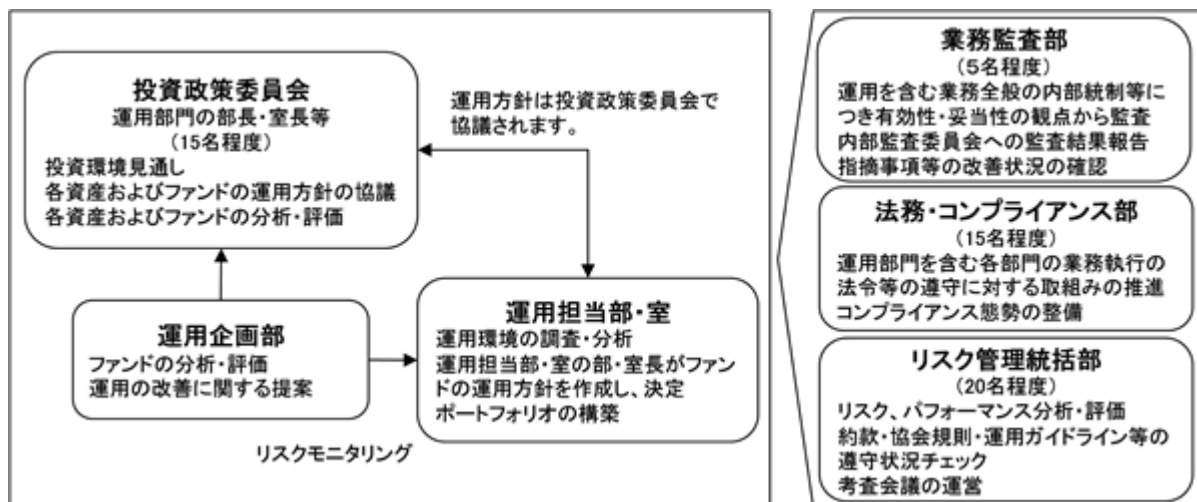 投資政策委員会
運用部門の部長・室長等
(15名程度)
投資環境見通し
各資産およびファンドの運用方針の協議
各資産およびファンドの分析・評価
運用方針は投資政策委員会で
協議されます。
運用企画部
ファンドの分析・評価
運用の改善に関する提案
運用担当部・室
運用環境の調査・分析
運用担当部・室の部・室長がファン
ドの運用方針を作成し、決定
ポートフォリオの構築
リスクモニタリング
業務監査部
(5名程度)
運用を含む業務全般の内部統制等に
つき有効性・妥当性の観点から監査
内部監査委員会への監査結果報告
指摘事項等の改善状況の確認
法務・コンプライアンス部
(15名程度)
運用部門を含む各部門の業務執行の
法令等の遵守に対する取組みの推進
コンプライアンス態勢の整備
リスク管理統括部
(20名程度)
リスク、パフォーマンス分析・評価
約款・協会規則・運用ガイドライン等の
遵守状況チェック
考査会議の運営